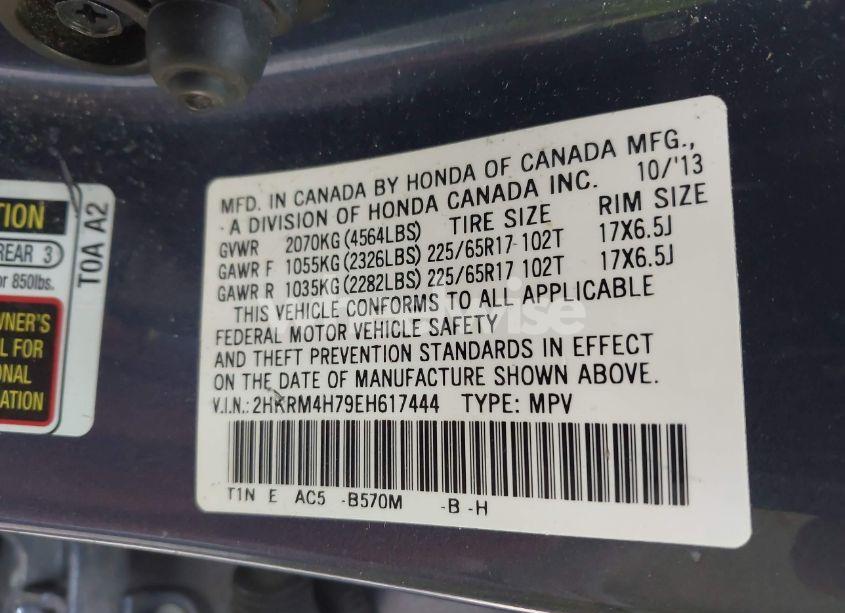 TION
REAR 3
or 850lbs.
WNER'S
L FOR
ONAL
ATION
T0A A2
MFD. IN CANADA BY HONDA OF CANADA MFG.,
A DIVISION OF HONDA CANADA INC. 10/'13
GVWR 2070KG(4564LBS) TIRE SIZE RIM SIZE
GAWR F 1055KG(2326LBS) 225/65R17 102T 17X6.5J
GAWR R 1035KG(2282LBS) 225/65R17 102T 17X6.5J
THIS VEHICLE CONFORMS TO ALL APPLICABLE
FEDERAL MOTOR VEHICLE SAFETY
AND THEFT PREVENTION STANDARDS IN EFFECT
ON THE DATE OF MANUFACTURE SHOWN ABOVE.
V.I.N.: 2HKRM4H79EH617444 TYPE: MPV
T1N E AC5 -B570M -B -H